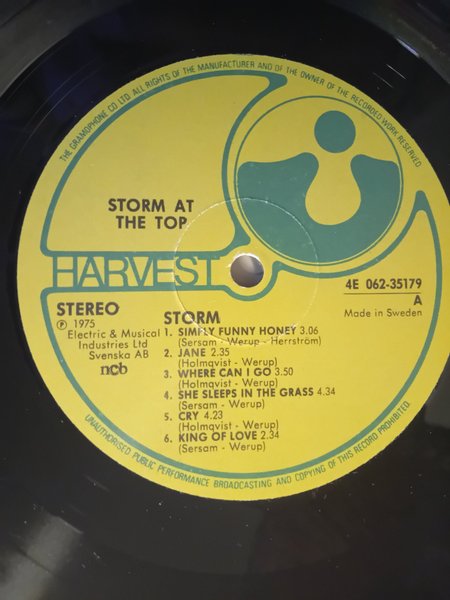 THE GRAMOPHONE CO LTD. ALL RIGHTS OF THE MANUFACTURER AND OF THE OWNER OF THE RECORDED WORK RESERVED
STORM AT
THE TOP
HARVEST
4E 062-35179
A
Made in Sweden
STEREO
℗ 1975
Electric & Musical
Industries Ltd
Svenska AB
ncb
STORM
1. SIMPLY FUNNY HONEY 3.06
(Sersam - Werup - Herrström)
2. JANE 2.35
(Holmqvist - Werup)
3. WHERE CAN I GO 3.50
(Holmqvist - Werup)
4. SHE SLEEPS IN THE GRASS 4.34
(Sersam - Werup)
5. CRY 4.23
(Holmqvist - Werup)
6. KING OF LOVE 2.34
(Sersam - Werup)
UNAUTHORISED PUBLIC PERFORMANCE BROADCASTING AND COPYING OF THIS RECORD PROHIBITED.